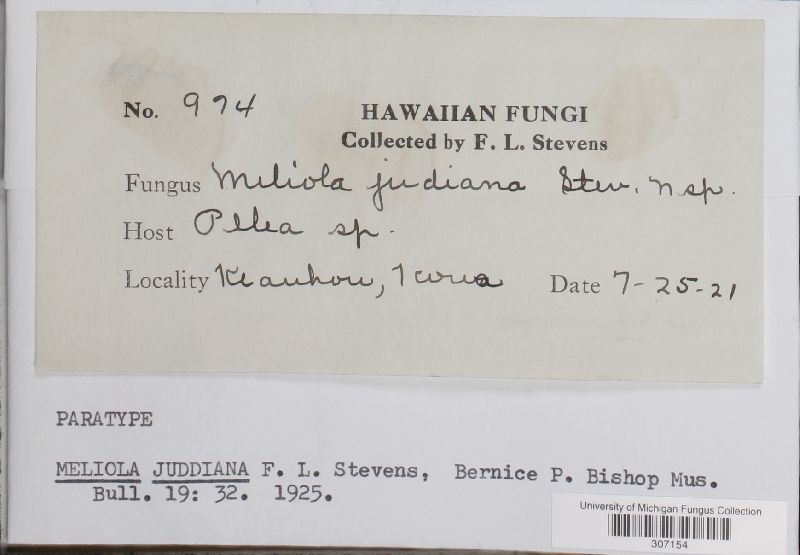 No. 974
HAWAIIAN FUNGI
Collected by F. L. Stevens
Fungus Meliola judiana Stev. n sp.
Host Pelea sp.
Locality Keauhou, Kona Date 7-25-21
PARATYPE
MELIOLA JUDDIANA F. L. Stevens, Bernice P. Bishop Mus.
Bull. 19: 32. 1925.
University of Michigan Fungus Collection
307154